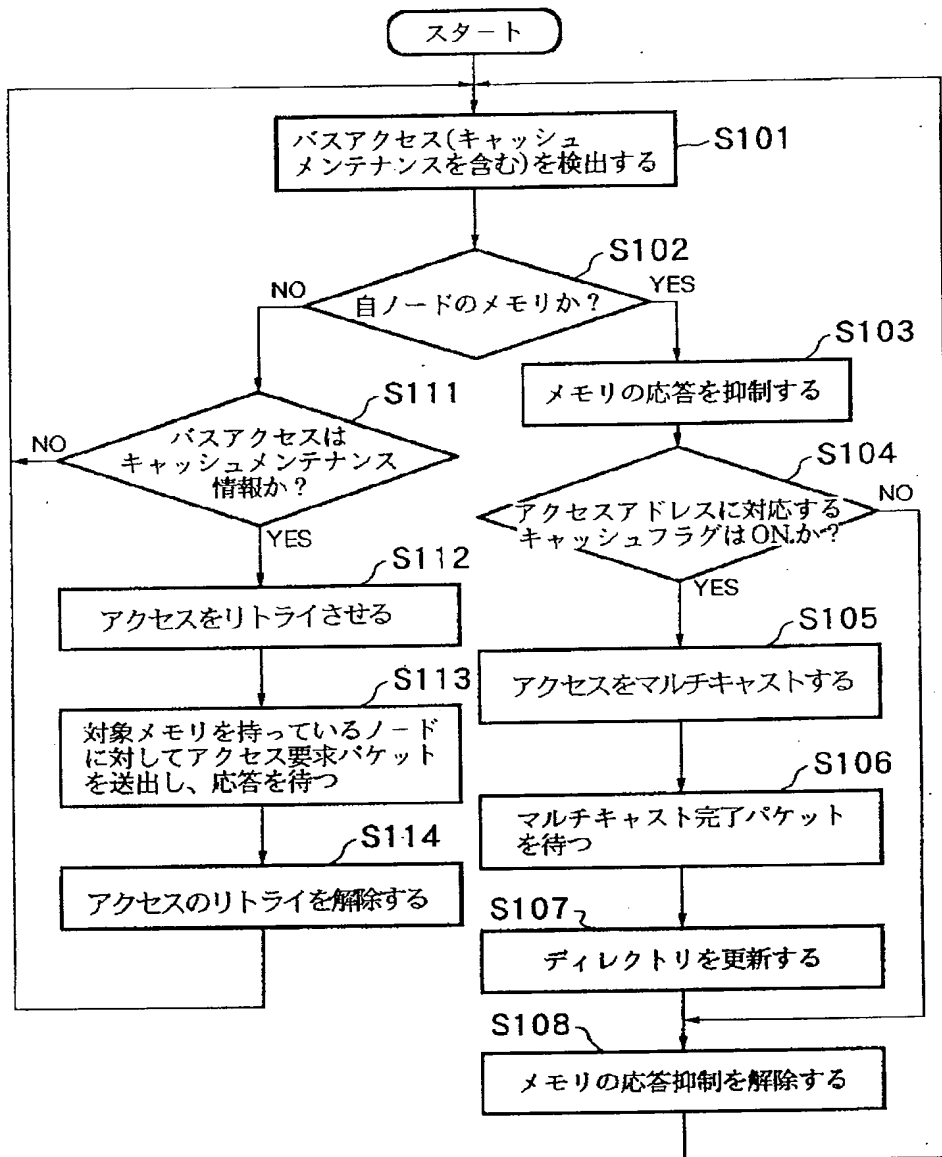 スタート
バスアクセス(キャッシュ
メンテナンスを含む)を検出する
S101
S102
自ノードのメモリか？
NO
YES
S103
メモリの応答を抑制する
S111
バスアクセスは
キャッシュメンテナンス
情報か？
NO
YES
S104
アクセスアドレスに対応する
キャッシュフラグはON.か？
NO
YES
S112
アクセスをリトライさせる
S105
アクセスをマルチキャストする
S113
対象メモリを持っているノード
に対してアクセス要求パケット
を送出し、応答を待つ
S106
マルチキャスト完了パケット
を待つ
S114
アクセスのリトライを解除する
S107
ディレクトリを更新する
S108
メモリの応答抑制を解除する